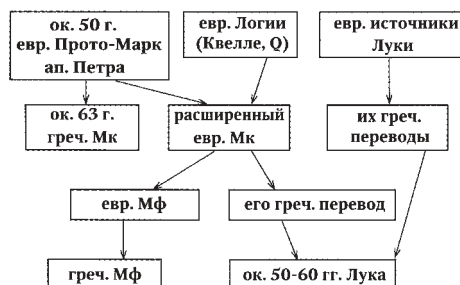 ок. 50 г.
евр. Прото-Марк
ап. Петра
евр. Логии
(Квелле, Q)
евр. источники
Луки
ок. 63 г.
греч. Мк
расширенный
евр. Мк
их греч.
переводы
евр. Мф
его греч. перевод
греч. Мф
ок. 50-60 гг. Лука